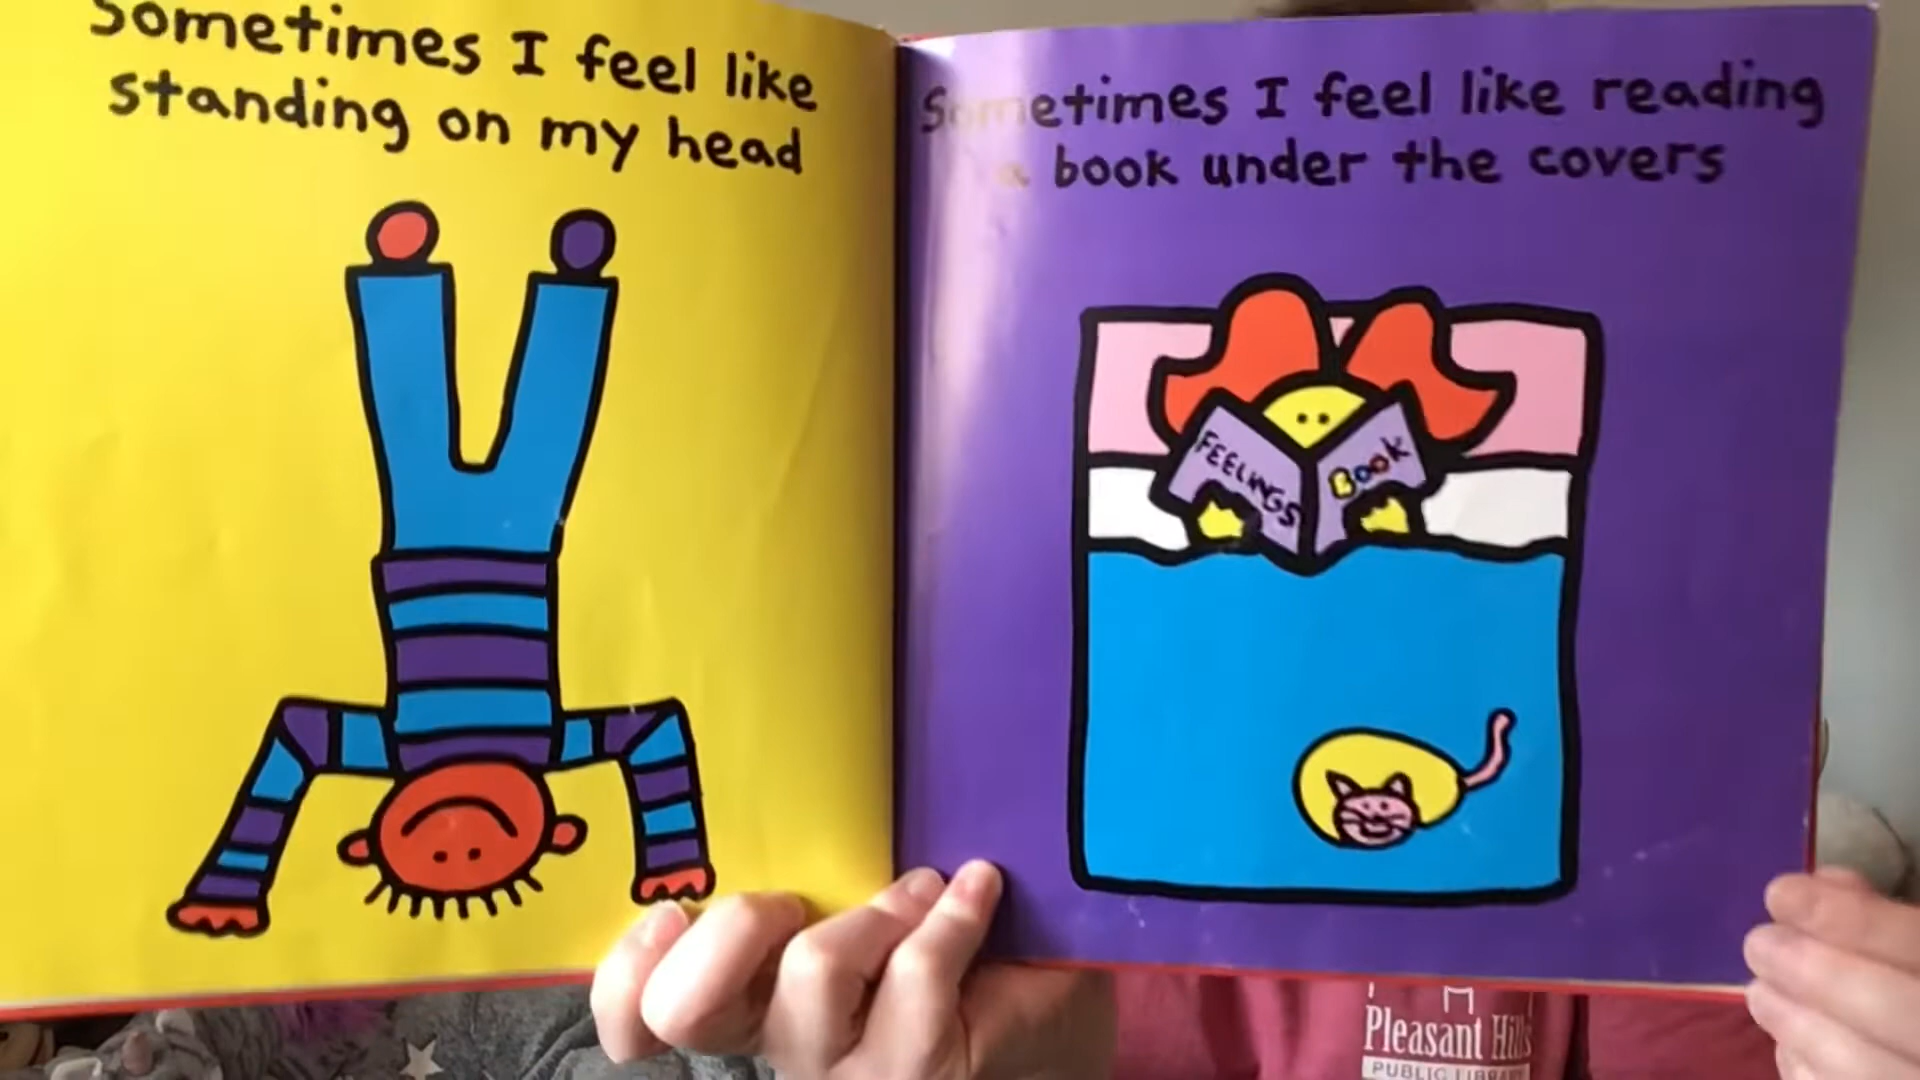 Sometimes I feel like
standing on my head
Sometimes I feel like reading
a book under the covers
FEELINGS
BOOK
Pleasant Hills
PUBLIC LIBRARY